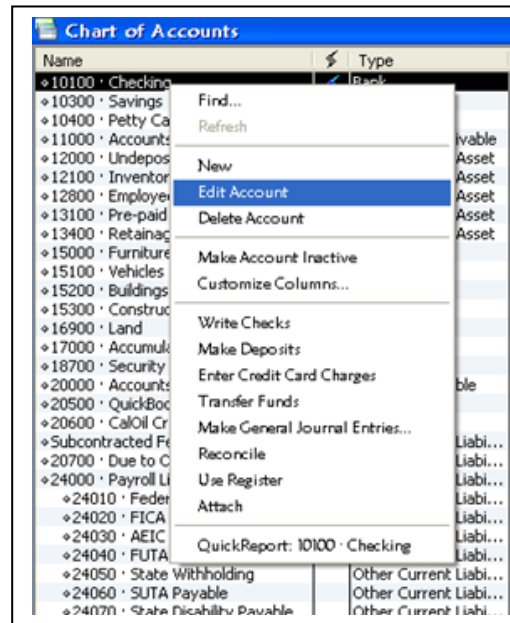 Chart of Accounts
Name Type
10100 · Checking Bank
10300 · Savings
10400 · Petty Ca
11000 · Accounts ivable
12000 · Undepos Asset
12100 · Inventor Asset
12800 · Employe Asset
13100 · Pre-paid Asset
13400 · Retainag Asset
15000 · Furniture
15100 · Vehicles
15200 · Buildings
15300 · Construc
16900 · Land
17000 · Accumula
18700 · Security
20000 · Accounts ble
20500 · QuickBoo
20600 · CalOil Cr
Subcontracted Fe Liabi...
20700 · Due to O Liabi...
24000 · Payroll Li Liabi...
24010 · Feder Liabi...
24020 · FICA Liabi...
24030 · AEIC Liabi...
24040 · FUTA Liabi...
24050 · State Withholding Other Current Liabi...
24060 · SUTA Payable Other Current Liabi...
24070 · State Disability Payable Other Current Liabi...
Find...
Refresh
New
Edit Account
Delete Account
Make Account Inactive
Customize Columns...
Write Checks
Make Deposits
Enter Credit Card Charges
Transfer Funds
Make General Journal Entries...
Reconcile
Use Register
Attach
QuickReport: 10100 · Checking